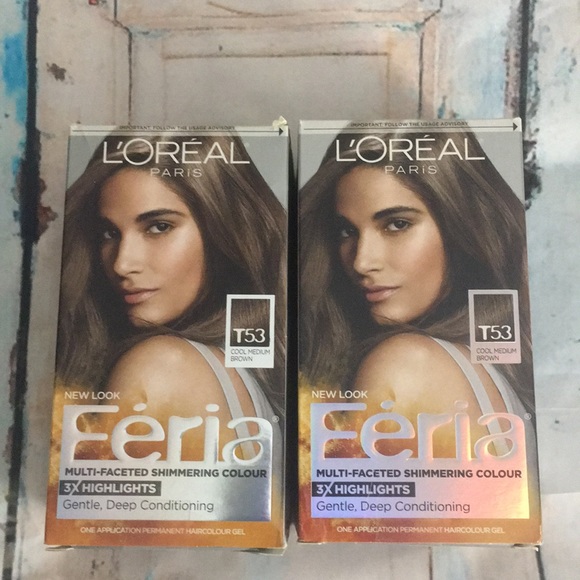 IMPORTANT: FOLLOW THE USAGE ADVISORY
L'ORÉAL
PARIS
T53
COOL MEDIUM
BROWN
NEW LOOK
Féria®
MULTI-FACETED SHIMMERING COLOUR
3X HIGHLIGHTS
Gentle, Deep Conditioning
ONE APPLICATION PERMANENT HAIRCOLOUR GEL
IMPORTANT: FOLLOW THE USAGE ADVISORY
L'ORÉAL
PARIS
T53
COOL MEDIUM
BROWN
NEW LOOK
Féria®
MULTI-FACETED SHIMMERING COLOUR
3X HIGHLIGHTS
Gentle, Deep Conditioning
ONE APPLICATION PERMANENT HAIRCOLOUR GEL